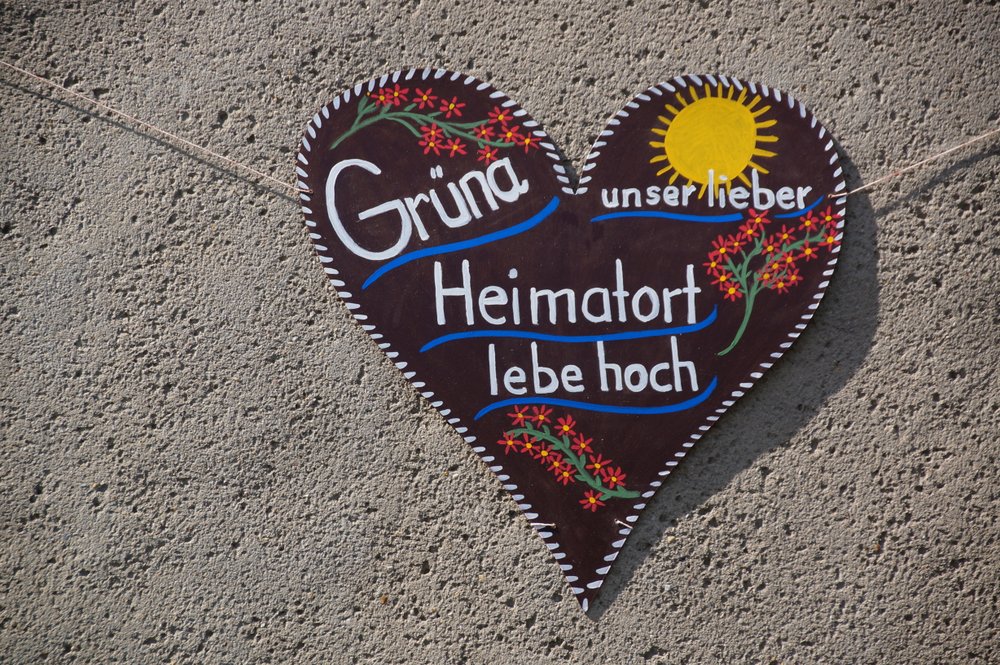 Grüna
unser lieber
Heimatort
lebe hoch